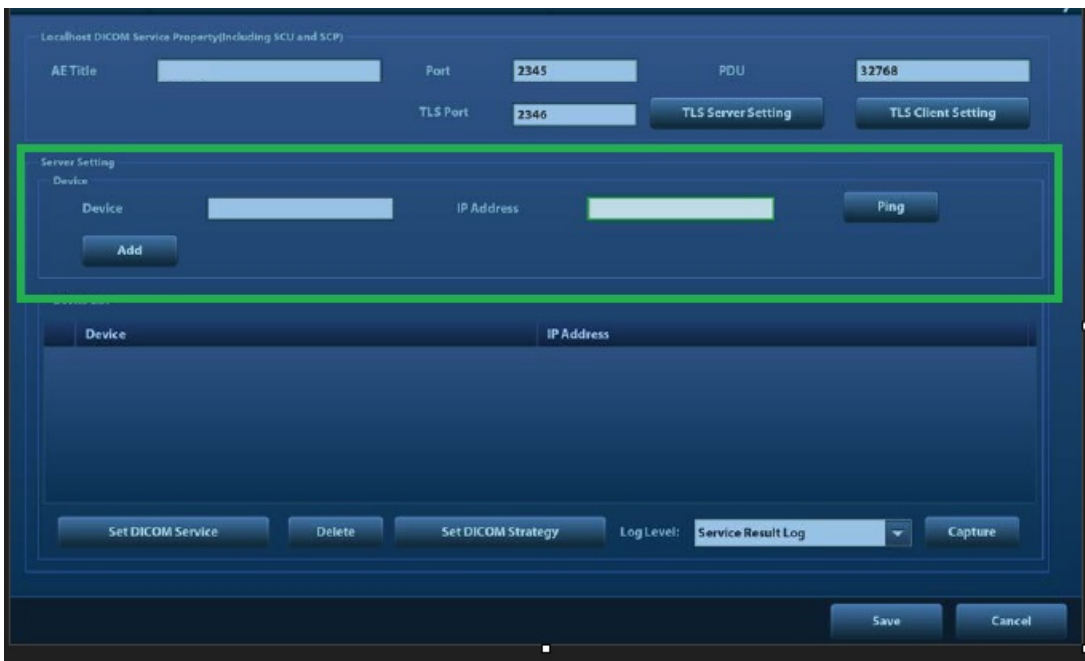 Localhost DICOM Service Property(Including SCU and SCP)
AE Title Port 2345 PDU 32768
TLS Port 2346 TLS Server Setting TLS Client Setting
Server Setting
Device
Device IP Address Ping
Add
Device IP Address
Set DICOM Service Delete Set DICOM Strategy Log Level: Service Result Log Capture
Save Cancel